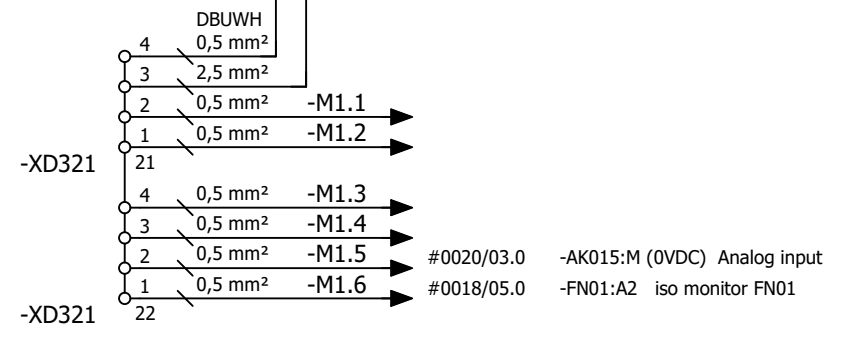 DBUWH
4 0,5 mm²
3 2,5 mm²
2 0,5 mm² -M1.1
1 0,5 mm² -M1.2
-XD321 21
4 0,5 mm² -M1.3
3 0,5 mm² -M1.4
2 0,5 mm² -M1.5 #0020/03.0 -AK015:M (0VDC) Analog input
1 0,5 mm² -M1.6 #0018/05.0 -FN01:A2 iso monitor FN01
-XD321 22